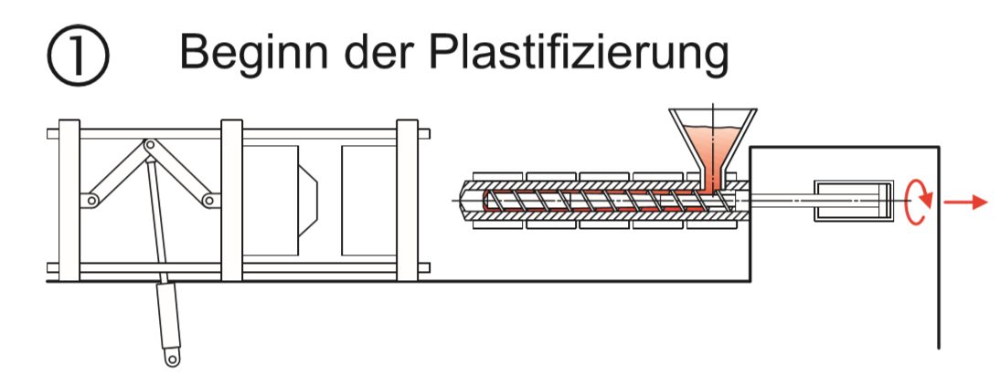 ① Beginn der Plastifizierung